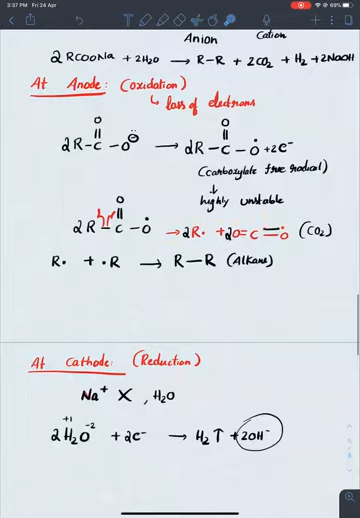 3:37 PM Fri 24 Apr
Anion Cation
2 RCOONa + 2H₂O → R-R + 2CO₂ + H₂ + 2NaOH
At Anode: (Oxidation)
↳ loss of electrons
O O
|| ||
2R-C-O⊖ → 2R-C-O• + 2e⁻
(carboxylate free radical)
↓
highly unstable
O
||
2R-C-O• → 2R• + 2O=C=O (CO₂)
R• + •R → R-R (Alkane)
At Cathode: (Reduction)
Na⁺ X, H₂O
+1 -2
2H₂O + 2e⁻ → H₂↑ + 2OH⁻